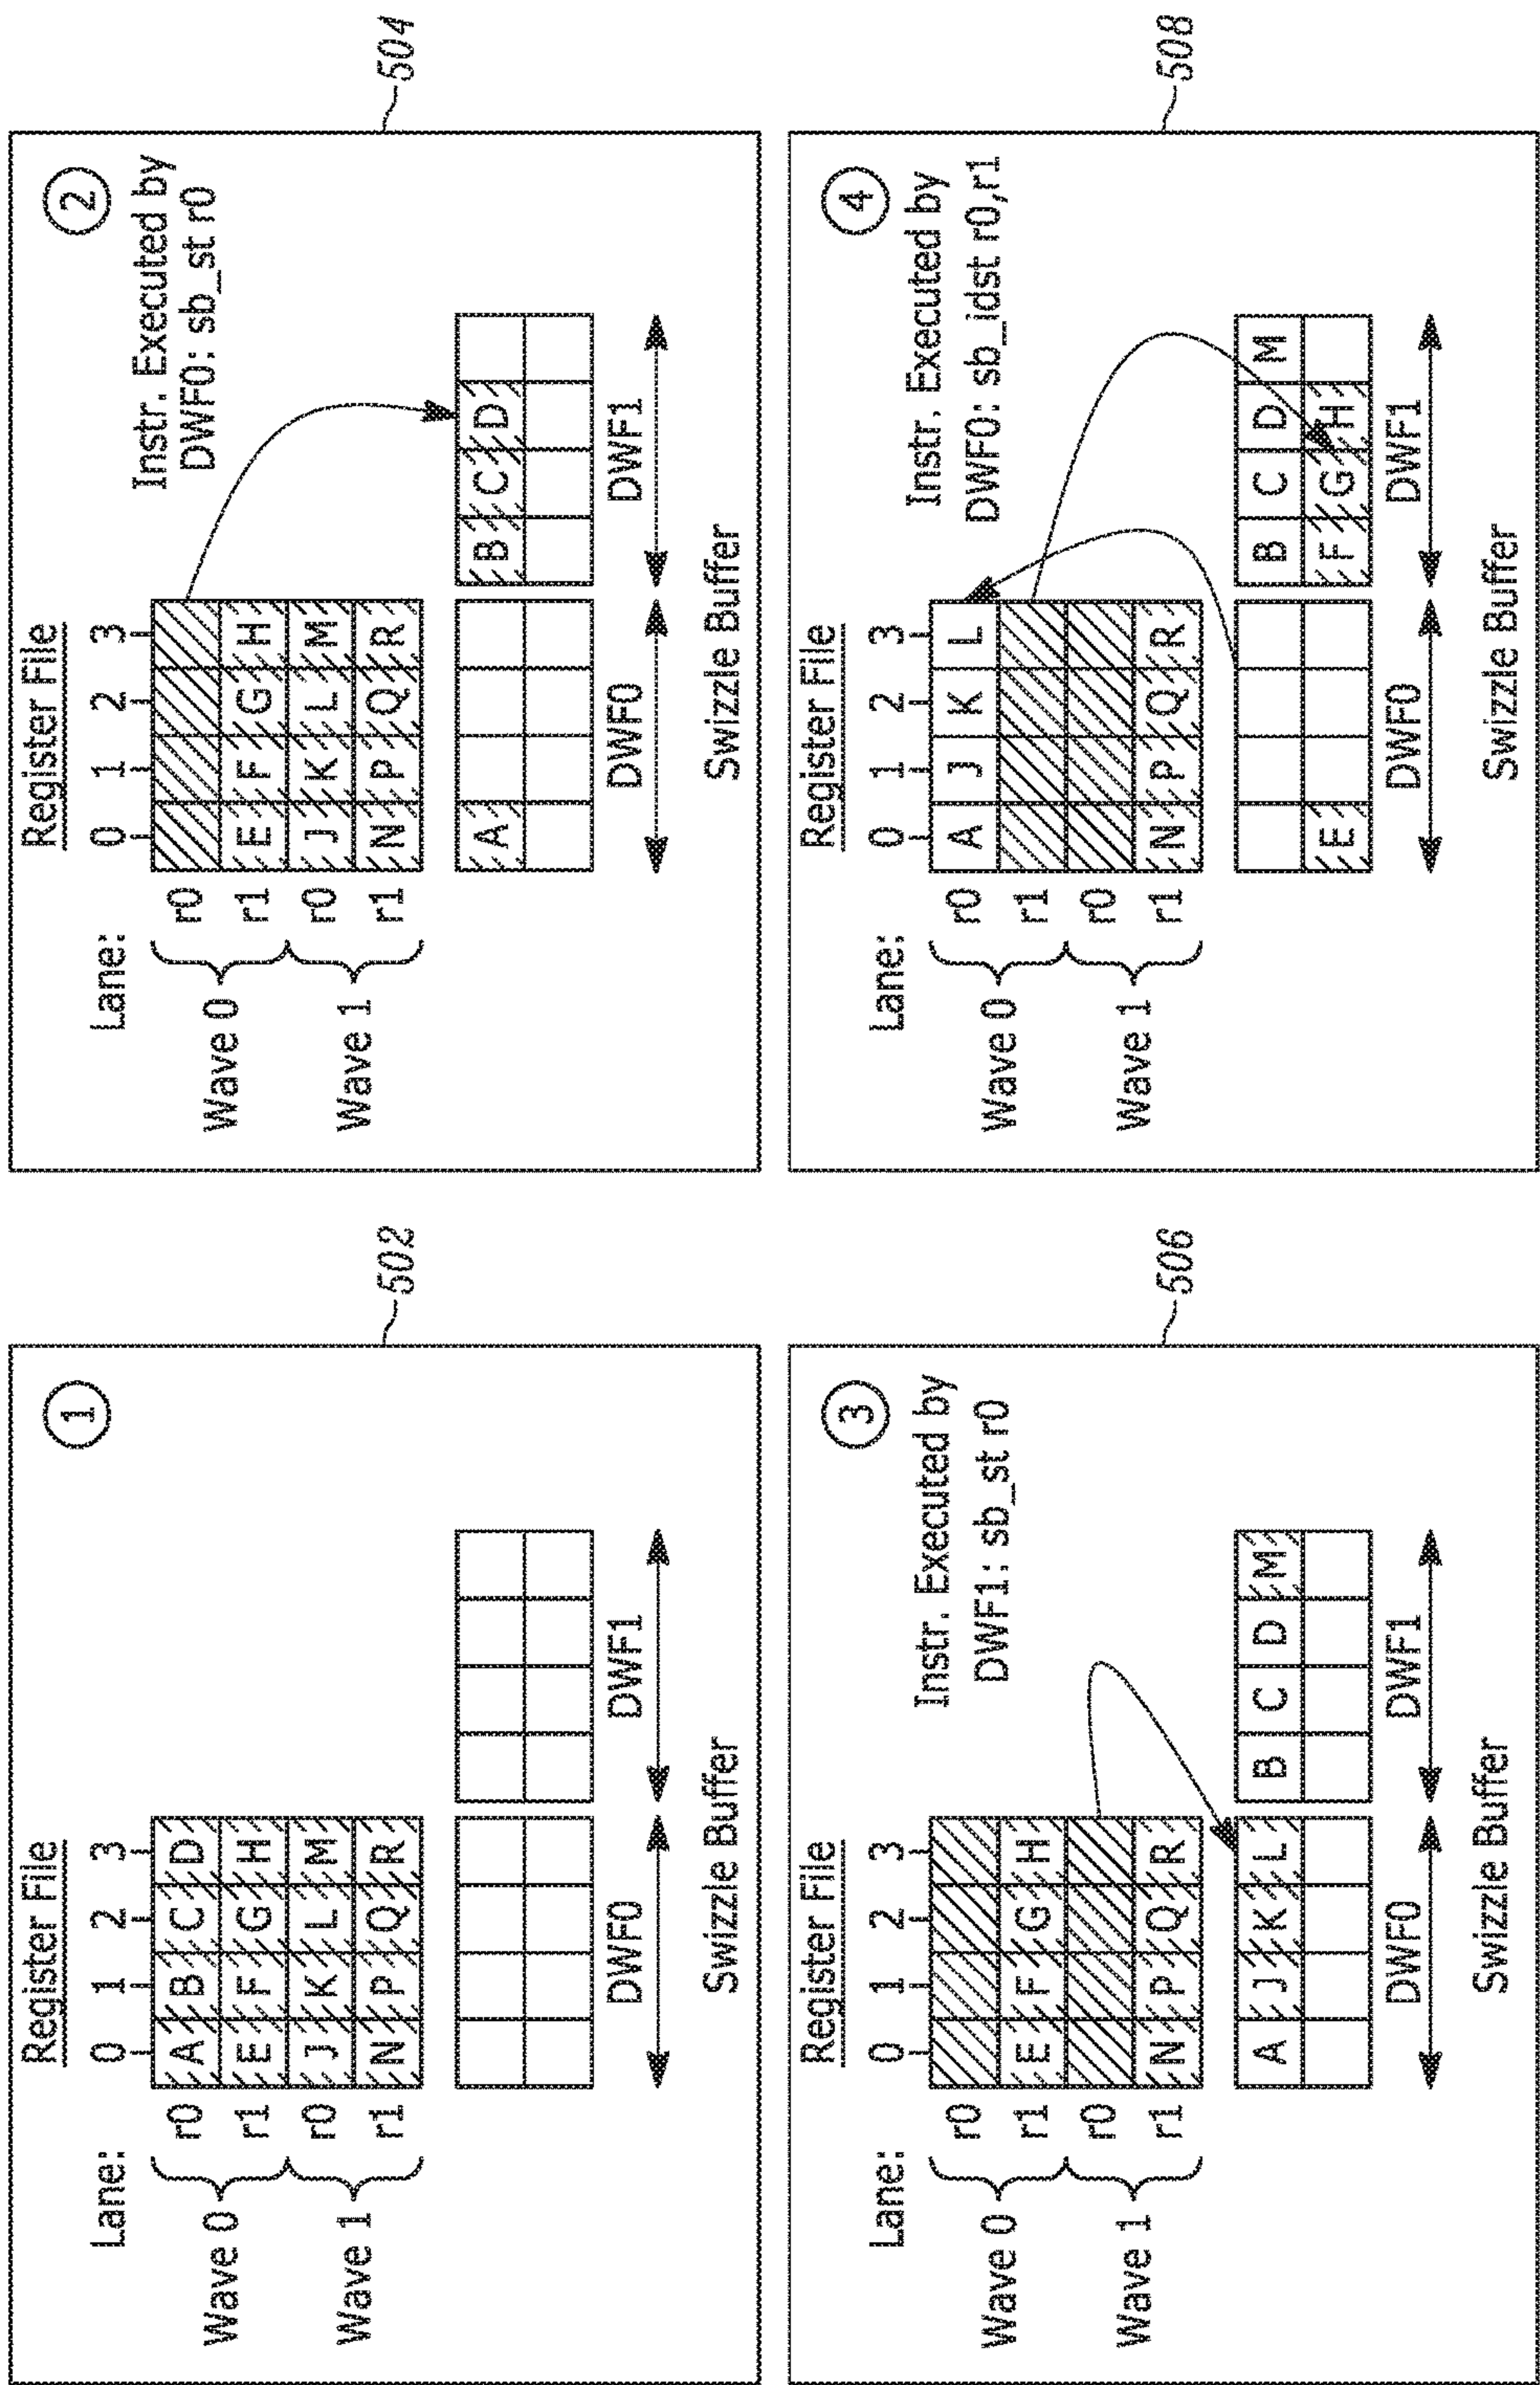 ①
Register File
Lane: 0 1 2 3
Wave 0 r0 A B C D
r1 E F G H
Wave 1 r0 J K L M
r1 N P Q R
DWF0 DWF1
Swizzle Buffer
502
②
Instr. Executed by
DWF0: sb_st r0
Register File
Lane: 0 1 2 3
Wave 0 r0
r1 E F G H
Wave 1 r0 J K L M
r1 N P Q R
A B C D
DWF0 DWF1
Swizzle Buffer
504
③
Instr. Executed by
DWF1: sb_st r0
Register File
Lane: 0 1 2 3
Wave 0 r0
r1 E F G H
Wave 1 r0
r1 N P Q R
A J K L B C D M
DWF0 DWF1
Swizzle Buffer
506
④
Instr. Executed by
DWF0: sb_idst r0,r1
Register File
Lane: 0 1 2 3
Wave 0 r0 A J K L
r1
Wave 1 r0
r1 N P Q R
B C D M
E F G H
DWF0 DWF1
Swizzle Buffer
508